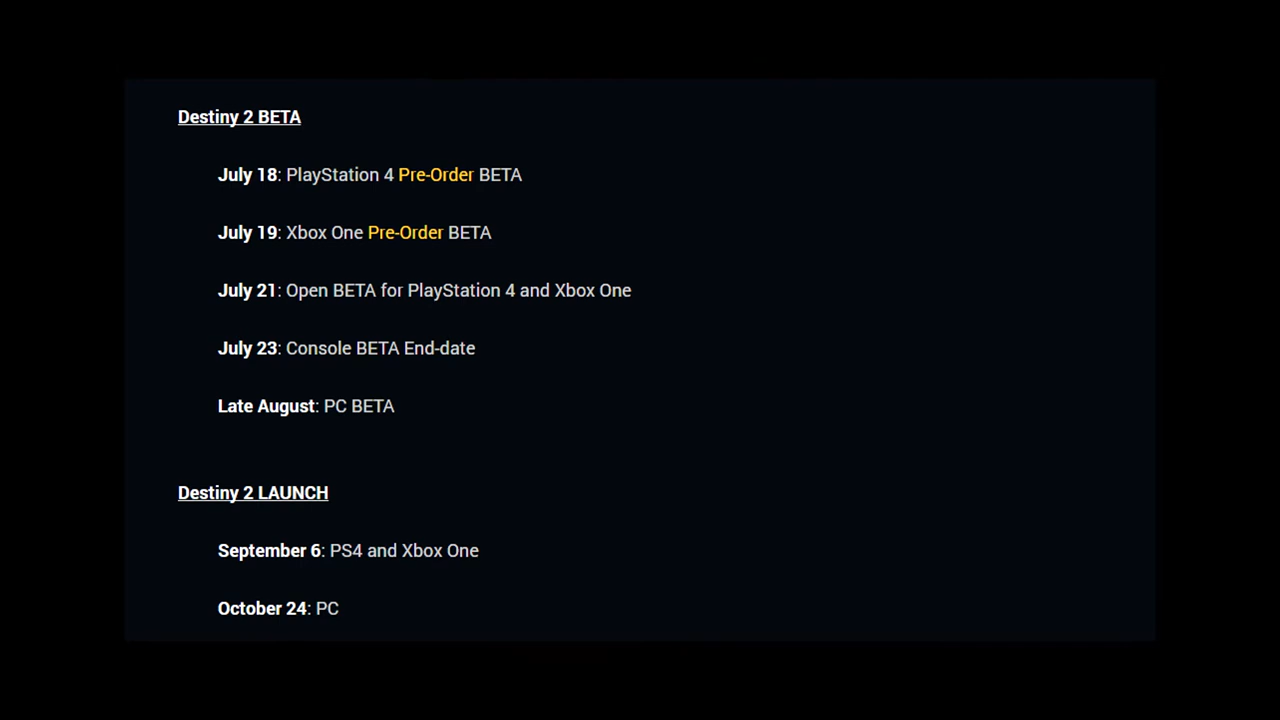 Destiny 2 BETA
July 18: PlayStation 4 Pre-Order BETA
July 19: Xbox One Pre-Order BETA
July 21: Open BETA for PlayStation 4 and Xbox One
July 23: Console BETA End-date
Late August: PC BETA
Destiny 2 LAUNCH
September 6: PS4 and Xbox One
October 24: PC